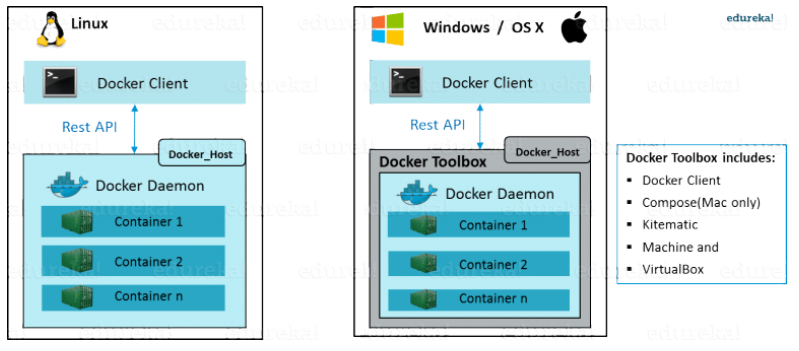 Linux
>_
Docker Client
Rest API
Docker_Host
Docker Daemon
Container 1
Container 2
Container n
Windows / OS X
>_
Docker Client
Rest API
Docker_Host
Docker Toolbox
Docker Daemon
Container 1
Container 2
Container n
edureka!
Docker Toolbox includes:
▪ Docker Client
▪ Compose(Mac only)
▪ Kitematic
▪ Machine and
▪ VirtualBox